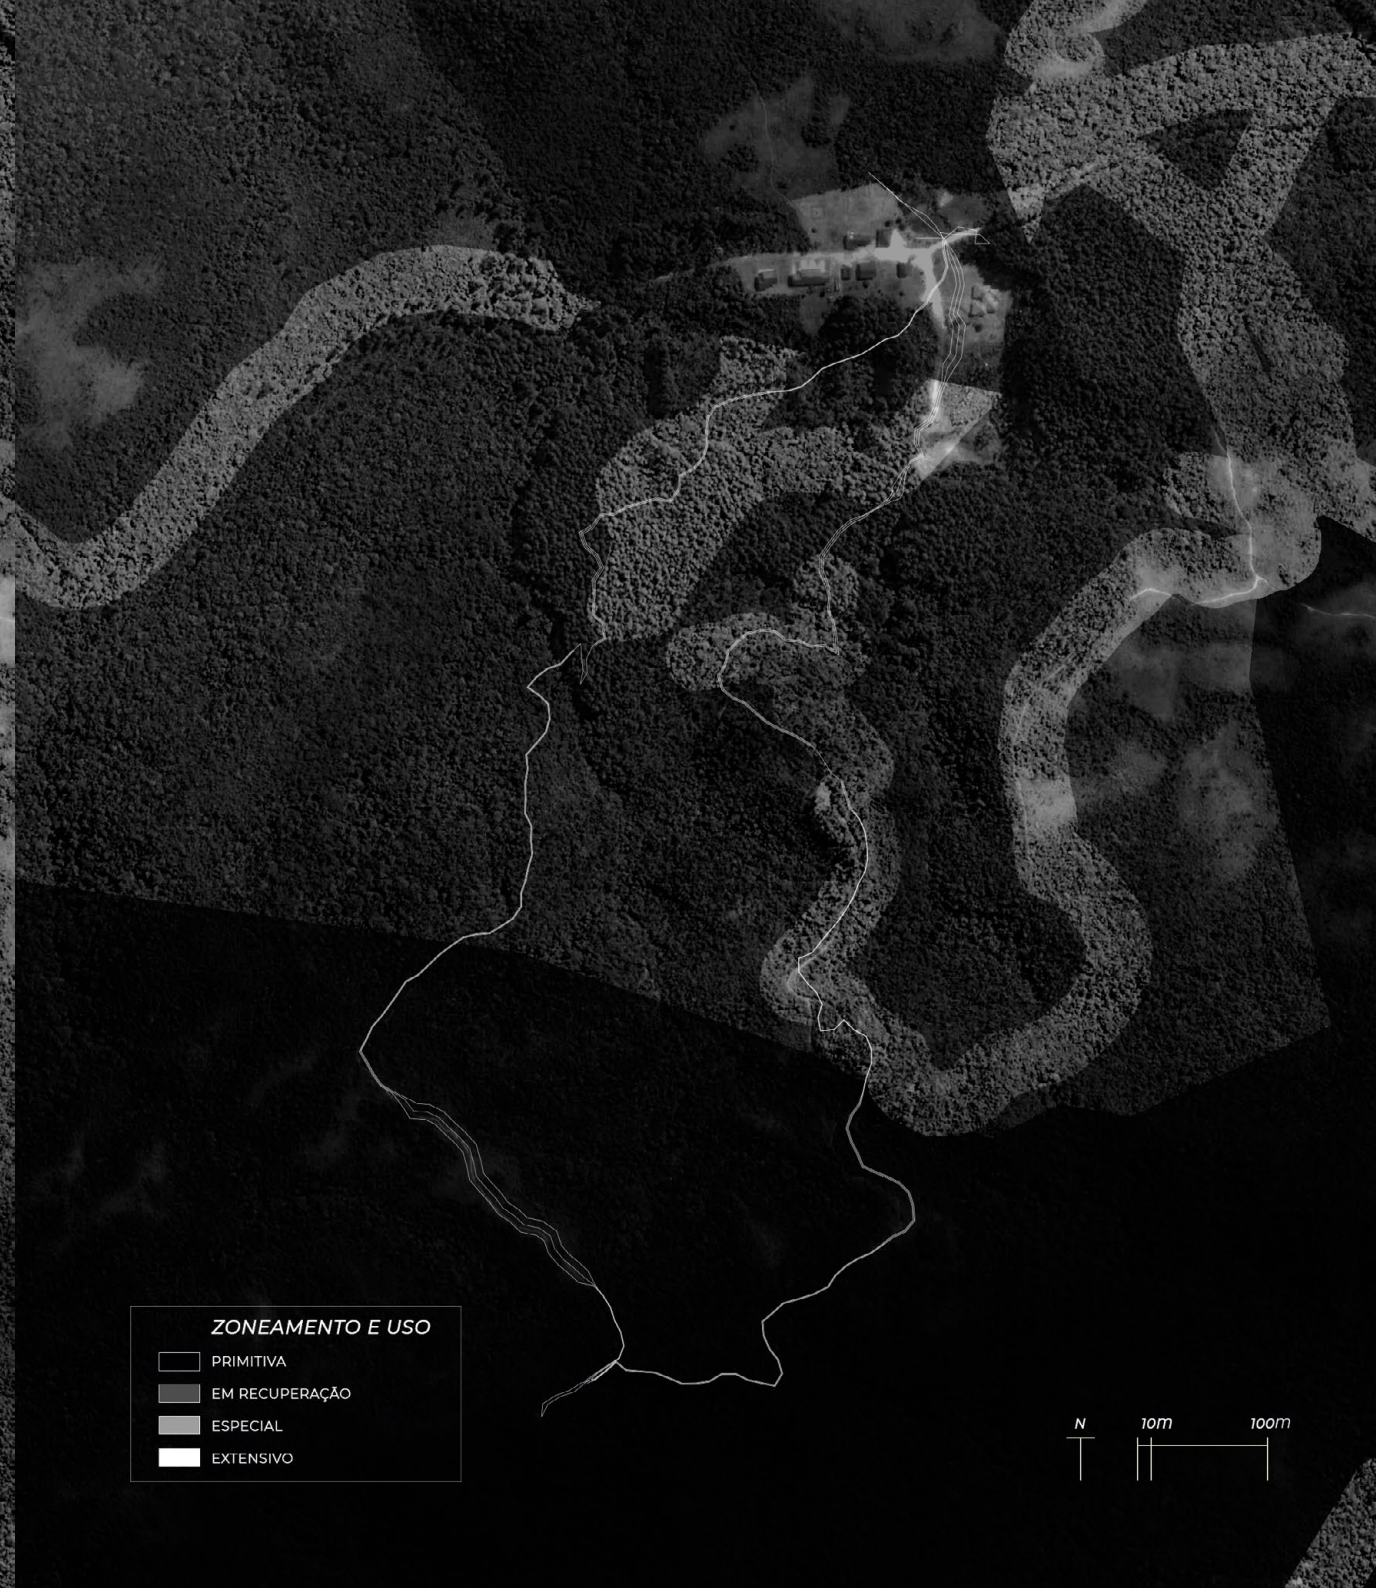 ZONEAMENTO E USO
PRIMITIVA
EM RECUPERAÇÃO
ESPECIAL
EXTENSIVO
N 10m 100m